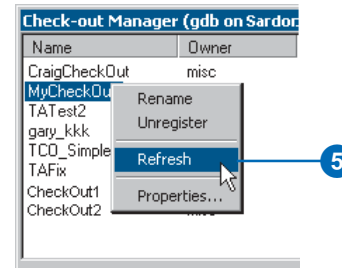 Check-out Manager (gdb on Sardor
Name Owner
CraigCheckOut misc
MyCheckOu
TATest2
gary_kkk
TCO_Simple
TAFix
CheckOut1
CheckOut2
Rename
Unregister
Refresh
Properties...
5